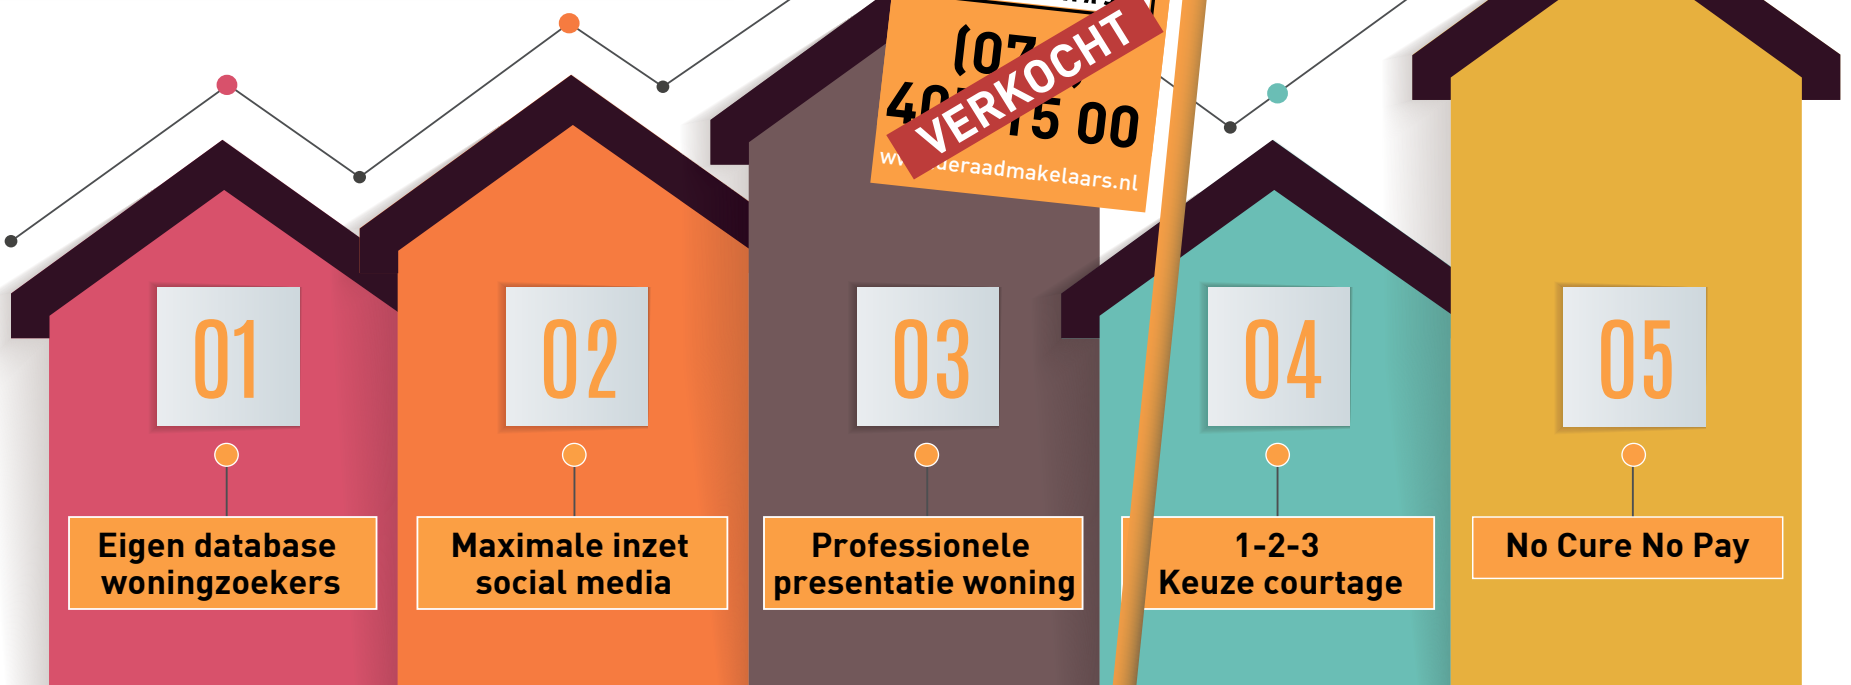 (07
VERKOCHT
40 15 00
deraadmakelaars.nl
01
02
03
04
05
Eigen database
woningzoekers
Maximale inzet
social media
Professionele
presentatie woning
1-2-3
Keuze courtage
No Cure No Pay